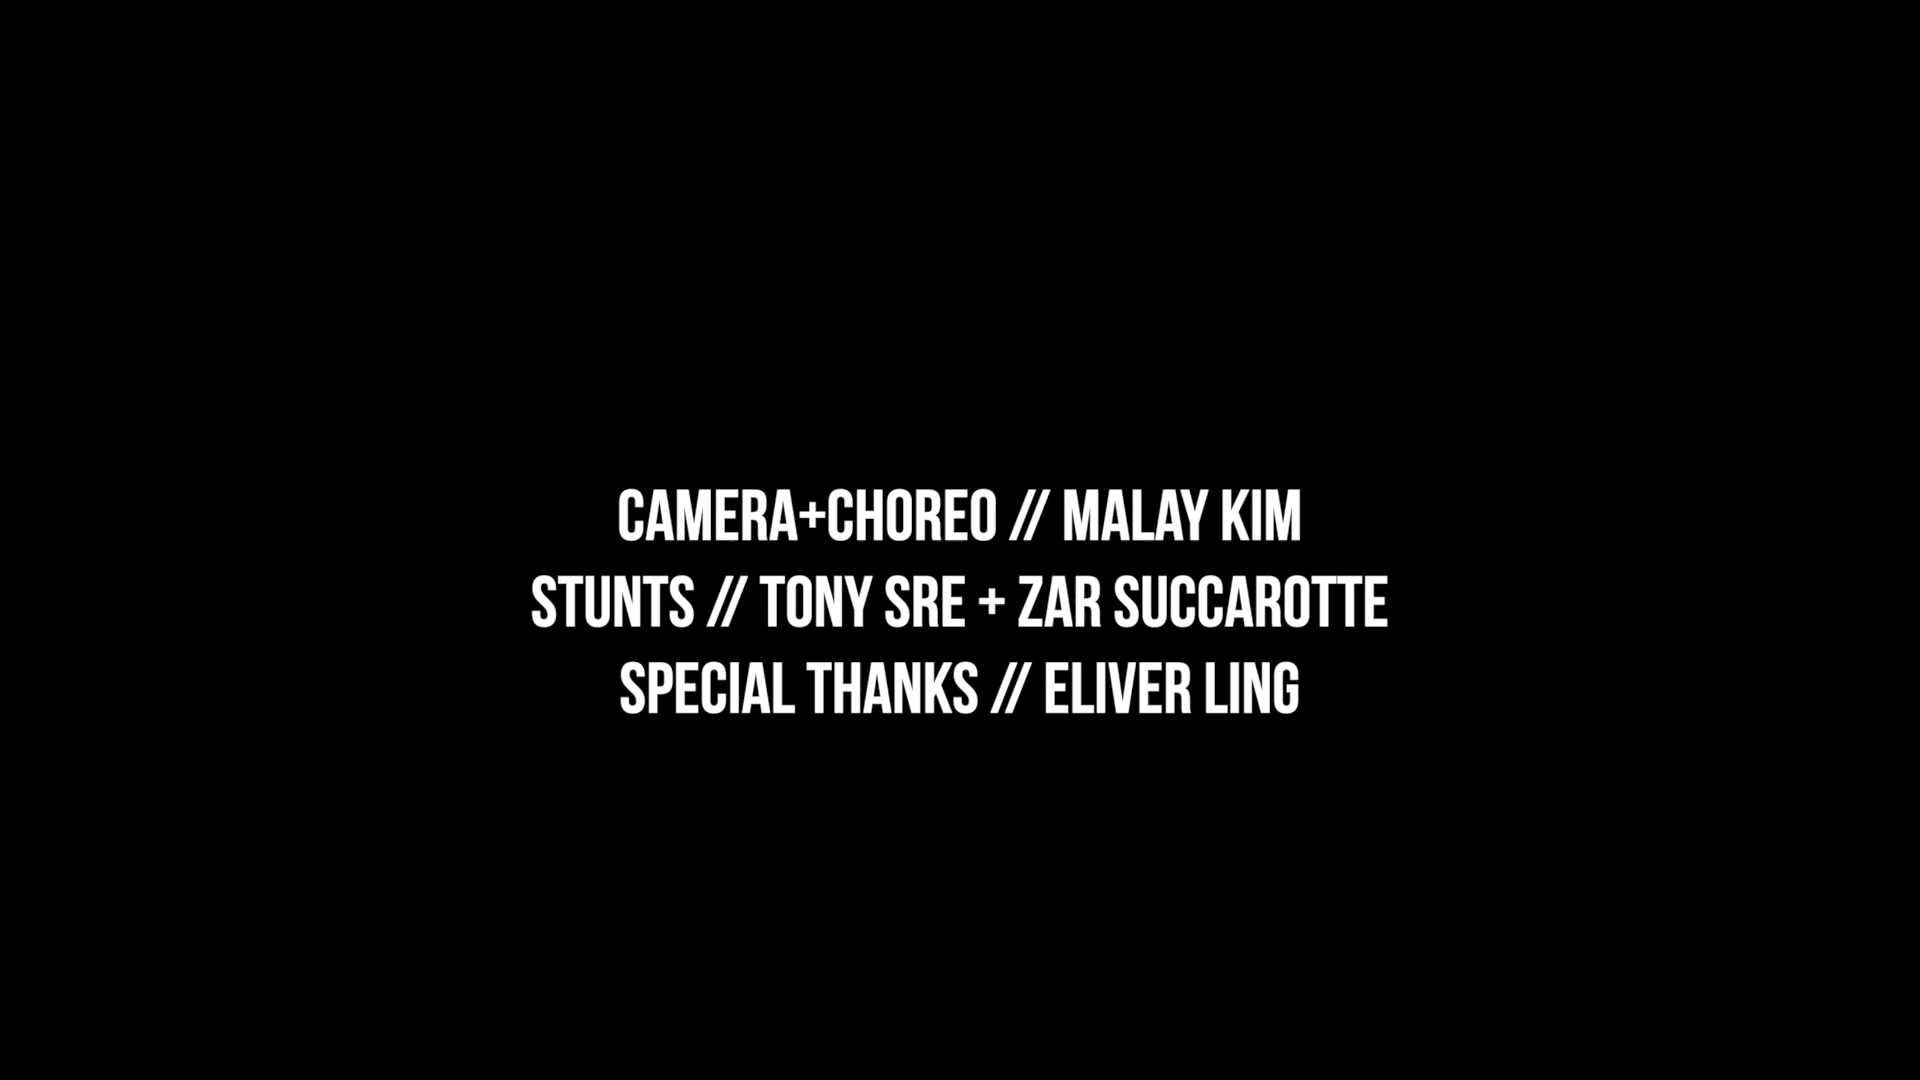 CAMERA+CHOREO // MALAY KIM
STUNTS // TONY SRE + ZAR SUCCAROTTE
SPECIAL THANKS // ELIVER LING